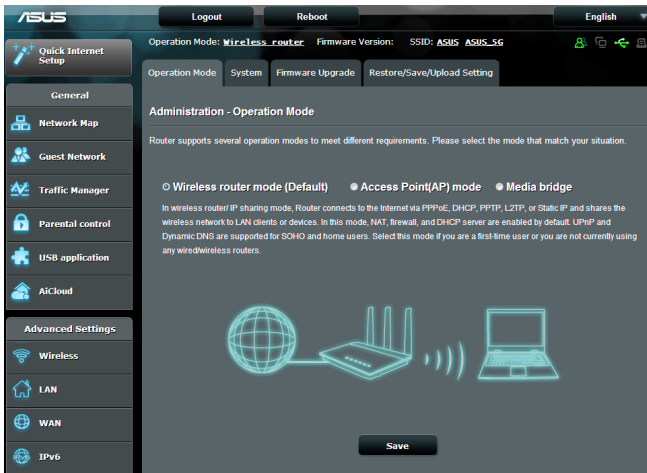 ASUS
Logout
Reboot
English
Quick Internet
Setup
Operation Mode: Wireless router Firmware Version: SSID: ASUS ASUS_5G
Operation Mode
System
Firmware Upgrade
Restore/Save/Upload Setting
General
Network Map
Guest Network
Traffic Manager
Parental control
USB application
AiCloud
Advanced Settings
Wireless
LAN
WAN
IPv6
Administration - Operation Mode
Router supports several operation modes to meet different requirements. Please select the mode that match your situation.
Wireless router mode (Default)
Access Point(AP) mode
Media bridge
In wireless router/ IP sharing mode, Router connects to the Internet via PPPoE, DHCP, PPTP, L2TP, or Static IP and shares the
wireless network to LAN clients or devices. In this mode, NAT, firewall, and DHCP server are enabled by default. UPnP and
Dynamic DNS are supported for SOHO and home users. Select this mode if you are a first-time user or you are not currently using
any wired/wireless routers.
Save